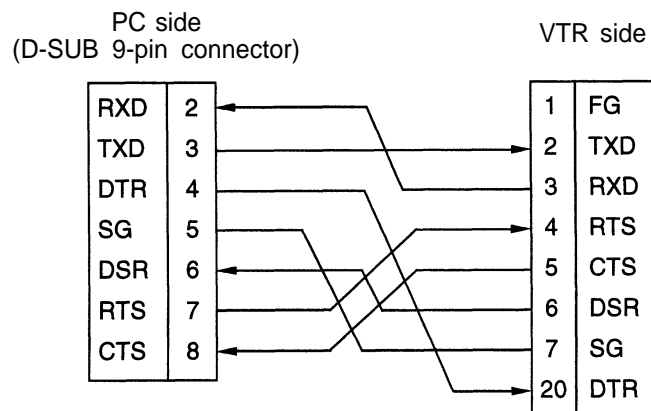 PC side
(D-SUB 9-pin connector)
VTR side
RXD 2
TXD 3
DTR 4
SG 5
DSR 6
RTS 7
CTS 8
1 FG
2 TXD
3 RXD
4 RTS
5 CTS
6 DSR
7 SG
20 DTR